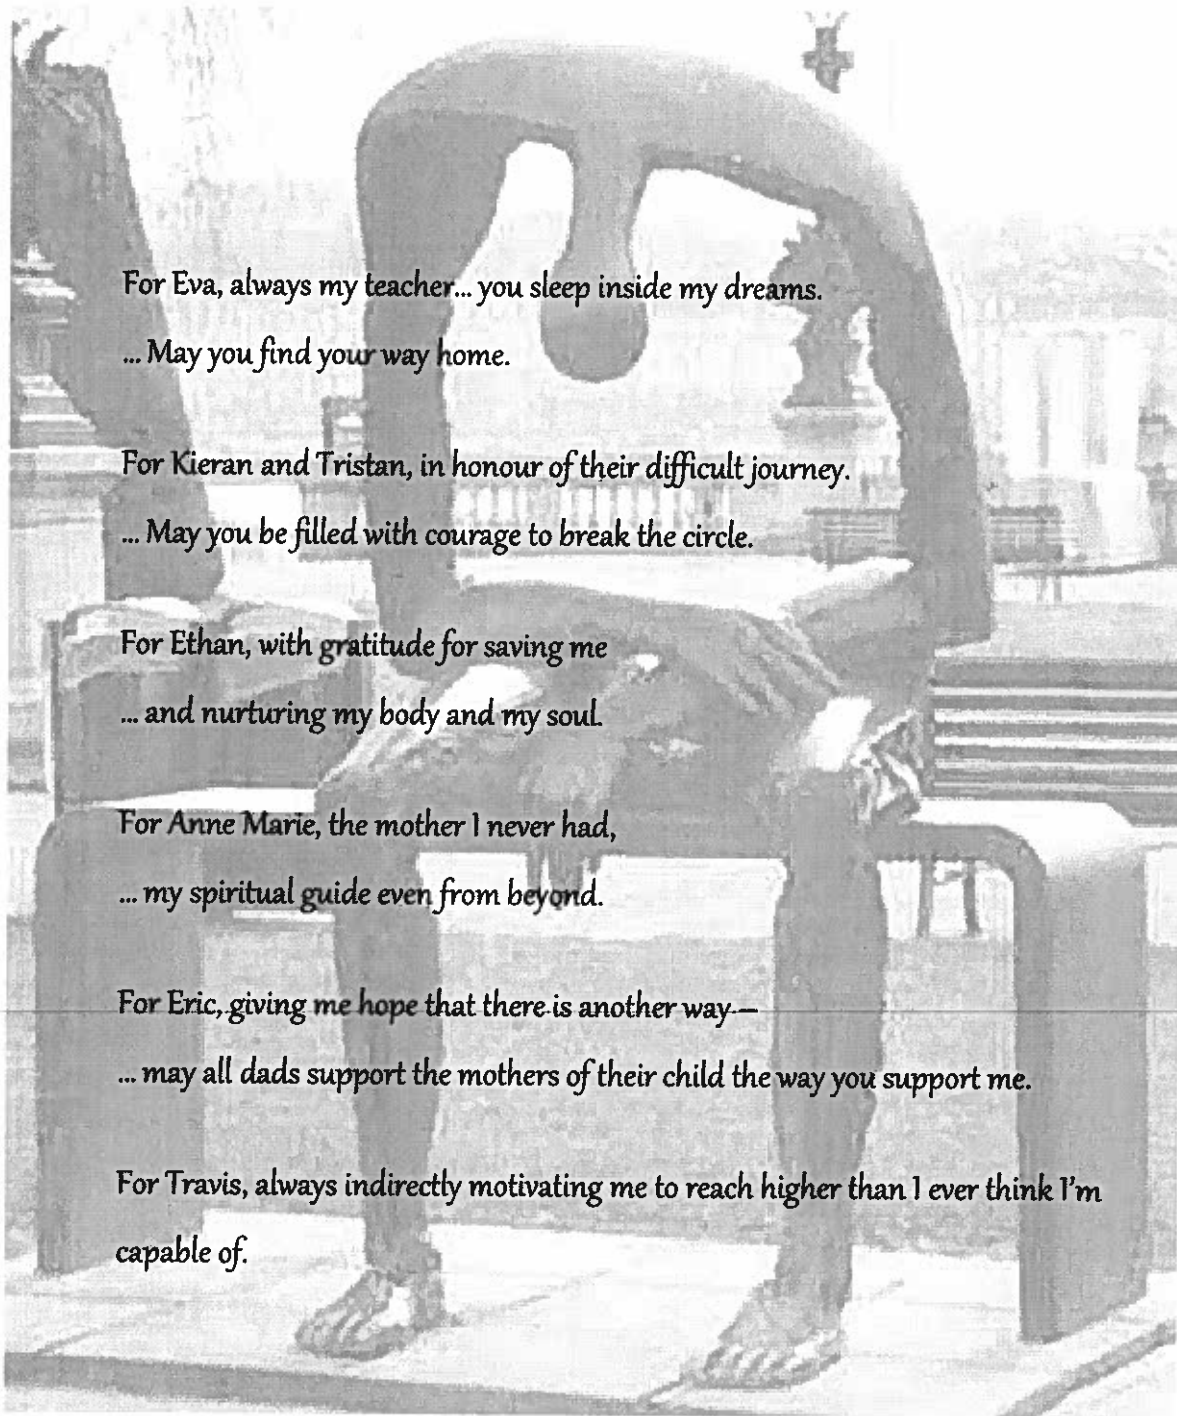 For Eva, always my teacher... you sleep inside my dreams.
... May you find your way home.
For Kieran and Tristan, in honour of their difficult journey.
... May you be filled with courage to break the circle.
For Ethan, with gratitude for saving me
... and nurturing my body and my soul.
For Anne Marie, the mother I never had,
... my spiritual guide even from beyond.
For Eric, giving me hope that there is another way –
... may all dads support the mothers of their child the way you support me.
For Travis, always indirectly motivating me to reach higher than I ever think I'm
capable of.